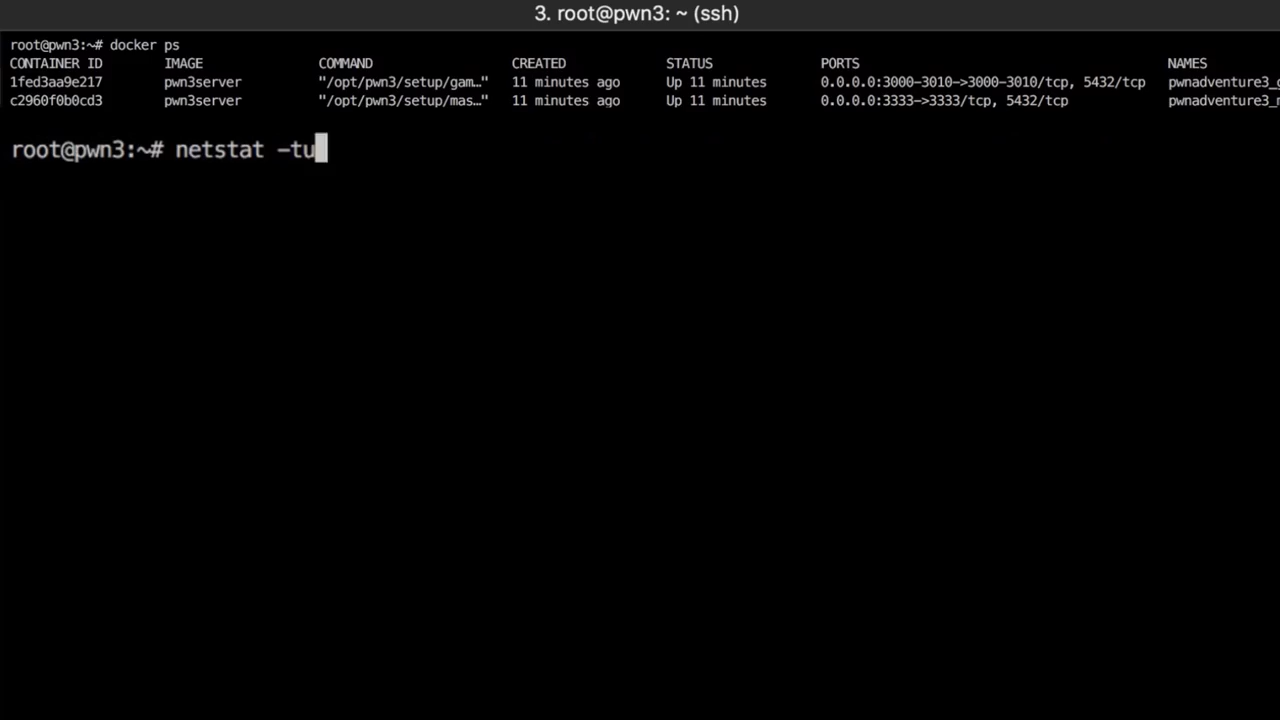 3. root@pwn3: ~ (ssh)
root@pwn3:~# docker ps
CONTAINER ID IMAGE COMMAND CREATED STATUS PORTS NAMES
1fed3aa9e217 pwn3server "/opt/pwn3/setup/gam…" 11 minutes ago Up 11 minutes 0.0.0.0:3000-3010->3000-3010/tcp, 5432/tcp pwnadventure3_
c2960f0b0cd3 pwn3server "/opt/pwn3/setup/mas…" 11 minutes ago Up 11 minutes 0.0.0.0:3333->3333/tcp, 5432/tcp pwnadventure3_
root@pwn3:~# netstat -tu